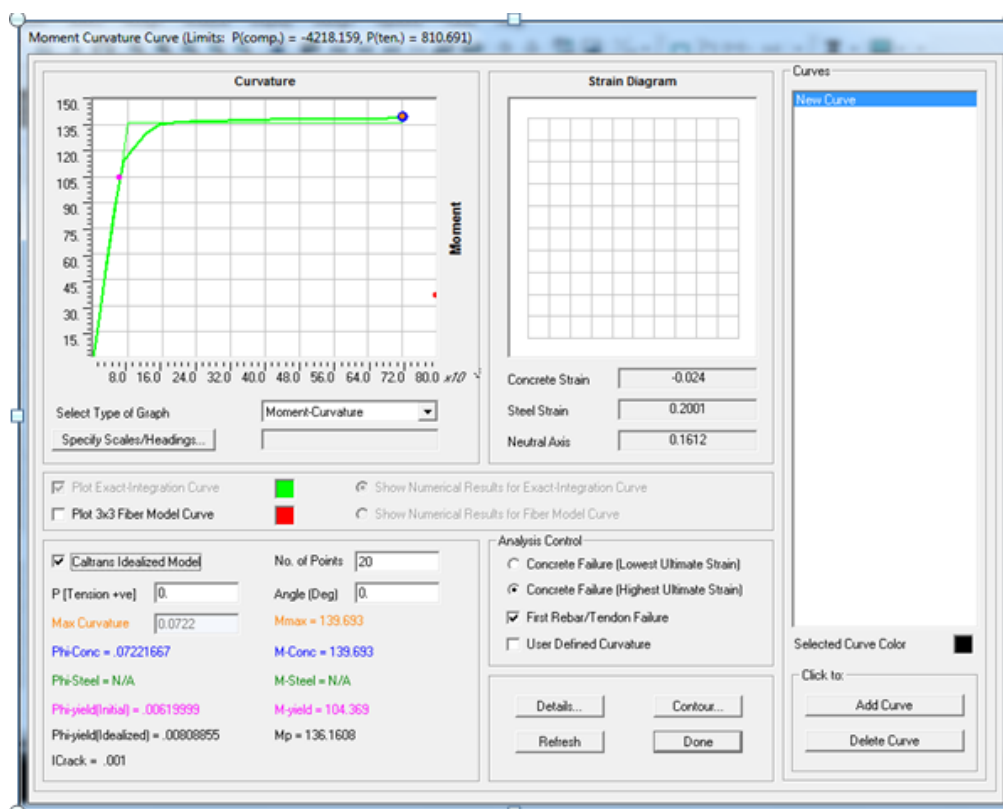 Moment Curvature Curve (Limits: P(comp.) = -4218.159, P(ten.) = 810.691)
Curvature
150.
135.
120.
105.
90.
75.
60.
45.
30.
15.
8.0 16.0 24.0 32.0 40.0 48.0 56.0 64.0 72.0 80.0 x10
Moment
Select Type of Graph
Moment-Curvature
Specify Scales/Headings...
Strain Diagram
Concrete Strain
-0.024
Steel Strain
0.2001
Neutral Axis
0.1612
Curves
New Curve
Plot Exact-Integration Curve
Show Numerical Results for Exact-Integration Curve
Plot 3x3 Fiber Model Curve
Show Numerical Results for Fiber Model Curve
Caltrans Idealized Model
No. of Points 20
P [Tension +ve] 0.
Angle (Deg) 0.
Max Curvature 0.0722
Mmax = 139.693
Phi-Conc = .07221667
M-Conc = 139.693
Phi-Steel = N/A
M-Steel = N/A
Phi-yield(Initial) = .00619999
M-yield = 104.369
Phi-yield(Idealized) = .00808855
Mp = 136.1608
ICrack = .001
Analysis Control
Concrete Failure (Lowest Ultimate Strain)
Concrete Failure (Highest Ultimate Strain)
First Rebar/Tendon Failure
User Defined Curvature
Details...
Contour...
Refresh
Done
Selected Curve Color
Click to:
Add Curve
Delete Curve